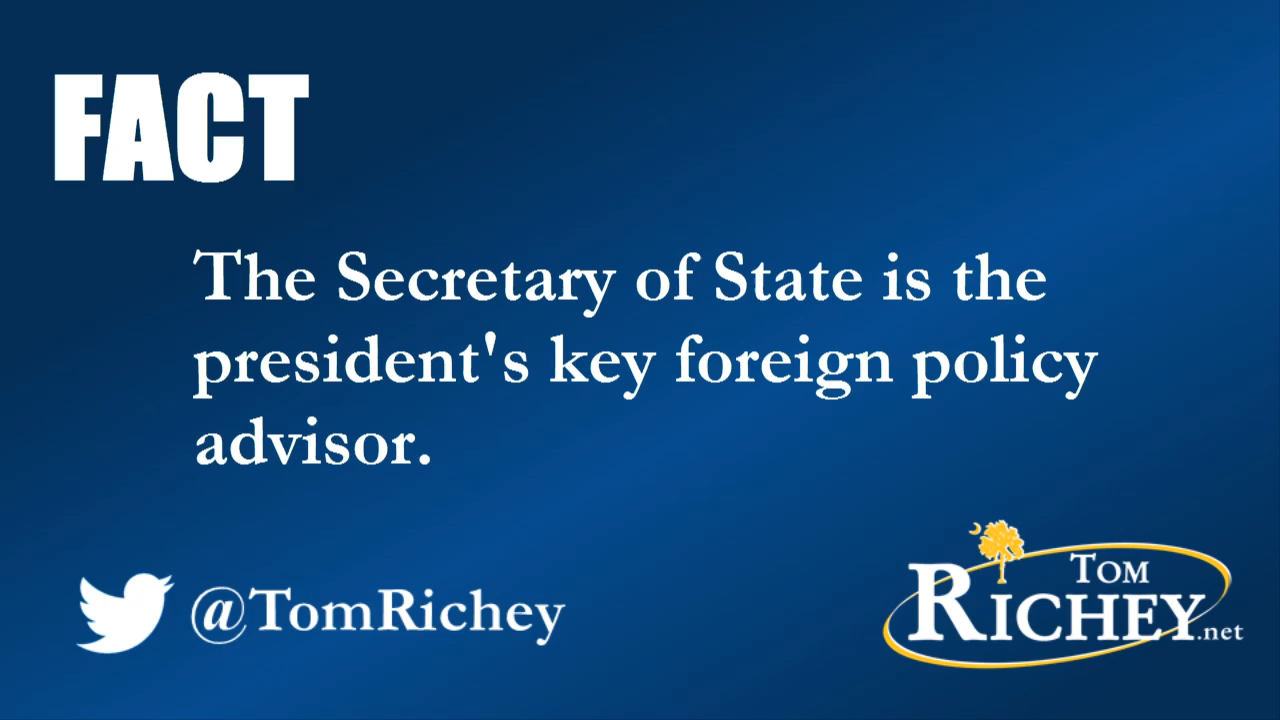 FACT
The Secretary of State is the
president's key foreign policy
advisor.
@TomRichey
TOM
RICHEY.net